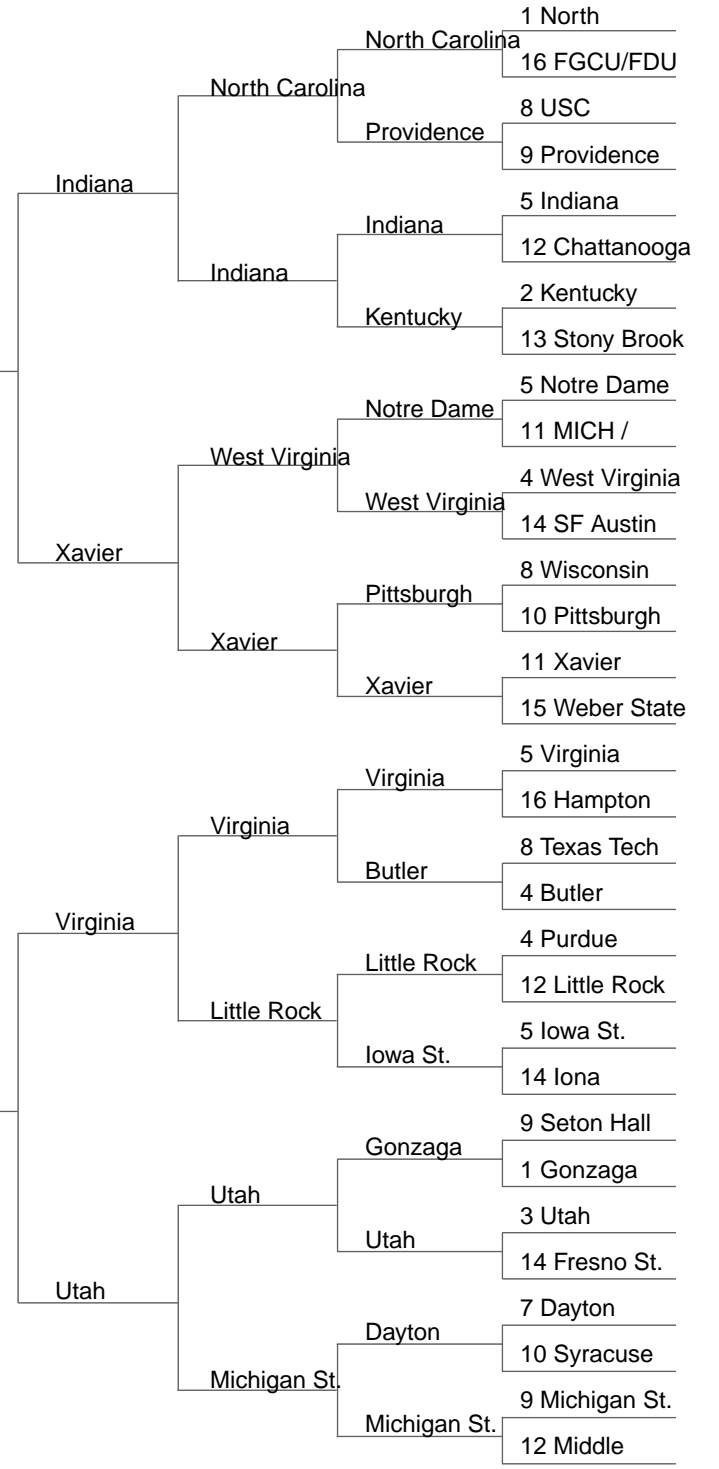 1 North
North Carolina
16 FGCU/FDU
North Carolina
8 USC
Providence
9 Providence
Indiana
5 Indiana
Indiana
12 Chattanooga
Indiana
2 Kentucky
Kentucky
13 Stony Brook
5 Notre Dame
Notre Dame
11 MICH /
West Virginia
4 West Virginia
West Virginia
14 SF Austin
Xavier
8 Wisconsin
Pittsburgh
10 Pittsburgh
Xavier
11 Xavier
Xavier
15 Weber State
5 Virginia
Virginia
16 Hampton
Virginia
8 Texas Tech
Butler
4 Butler
Virginia
4 Purdue
Little Rock
12 Little Rock
Little Rock
5 Iowa St.
Iowa St.
14 Iona
9 Seton Hall
Gonzaga
1 Gonzaga
Utah
3 Utah
Utah
14 Fresno St.
Utah
7 Dayton
Dayton
10 Syracuse
Michigan St.
9 Michigan St.
Michigan St.
12 Middle